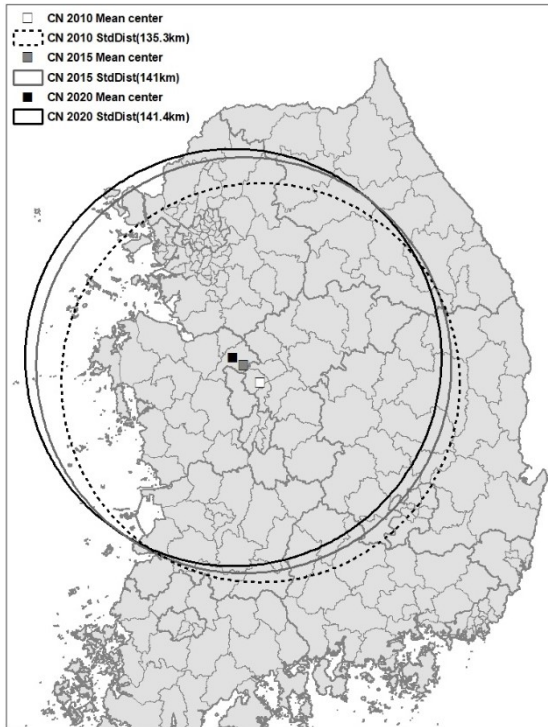 CN 2010 Mean center
CN 2010 StdDist(135.3km)
CN 2015 Mean center
CN 2015 StdDist(141km)
CN 2020 Mean center
CN 2020 StdDist(141.4km)